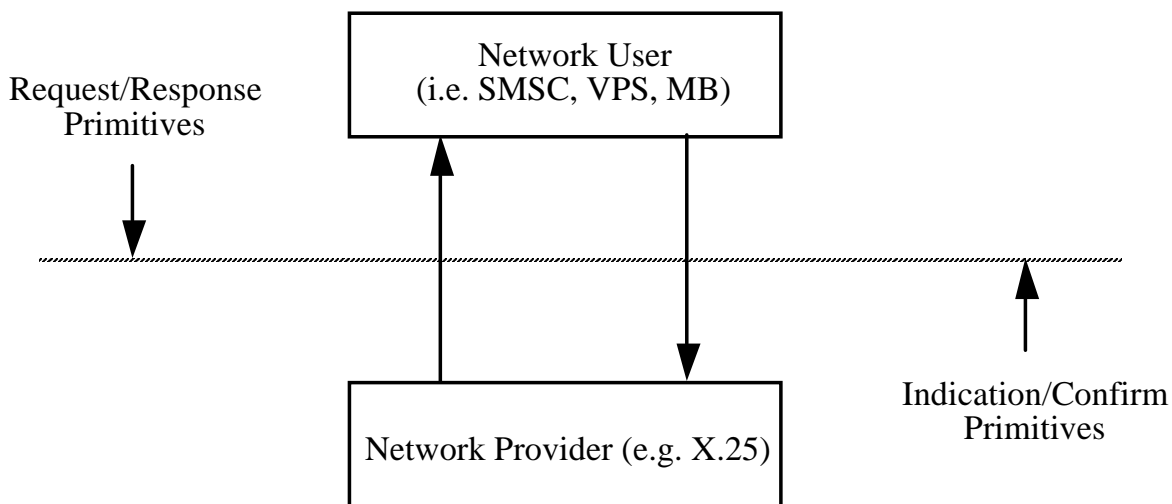 Network User
(i.e. SMSC, VPS, MB)
Request/Response
Primitives
Indication/Confirm
Primitives
Network Provider (e.g. X.25)